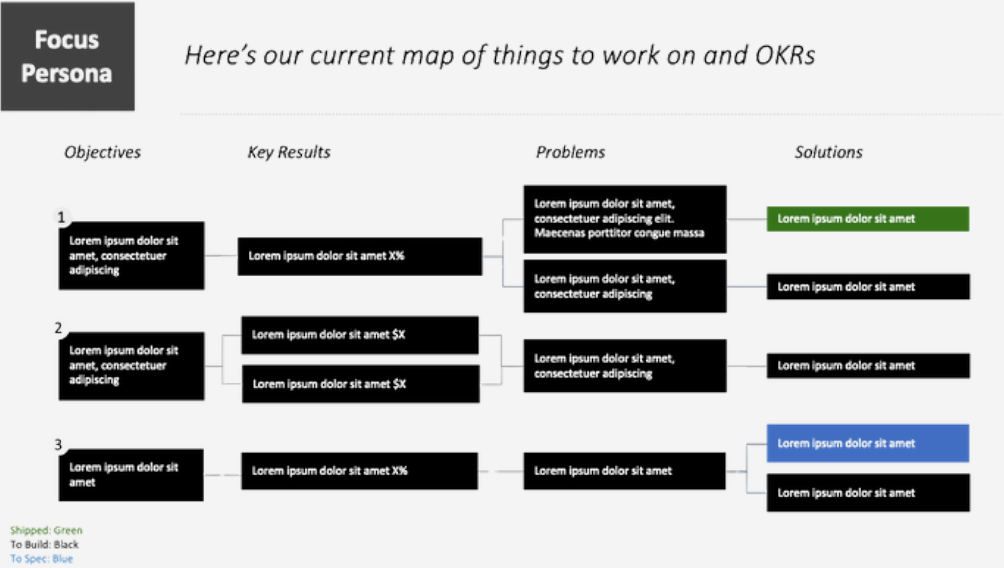 Focus
Persona
Here's our current map of things to work on and OKRs
Objectives
Key Results
Problems
Solutions
1
Lorem ipsum dolor sit
amet, consectetuer
adipiscing
Lorem ipsum dolor sit amet X%
Lorem ipsum dolor sit amet,
consectetuer adipiscing elit.
Maecenas porttitor congue massa
Lorem ipsum dolor sit amet
Lorem ipsum dolor sit amet,
consectetuer adipiscing
Lorem ipsum dolor sit amet
2
Lorem ipsum dolor sit
amet, consectetuer
adipiscing
Lorem ipsum dolor sit amet $X
Lorem ipsum dolor sit amet $X
Lorem ipsum dolor sit amet,
consectetuer adipiscing
Lorem ipsum dolor sit amet
3
Lorem ipsum dolor sit
amet
Lorem ipsum dolor sit amet X%
Lorem ipsum dolor sit amet
Lorem ipsum dolor sit amet
Lorem ipsum dolor sit amet
Shipped: Green
To Build: Black
To Spec: Blue